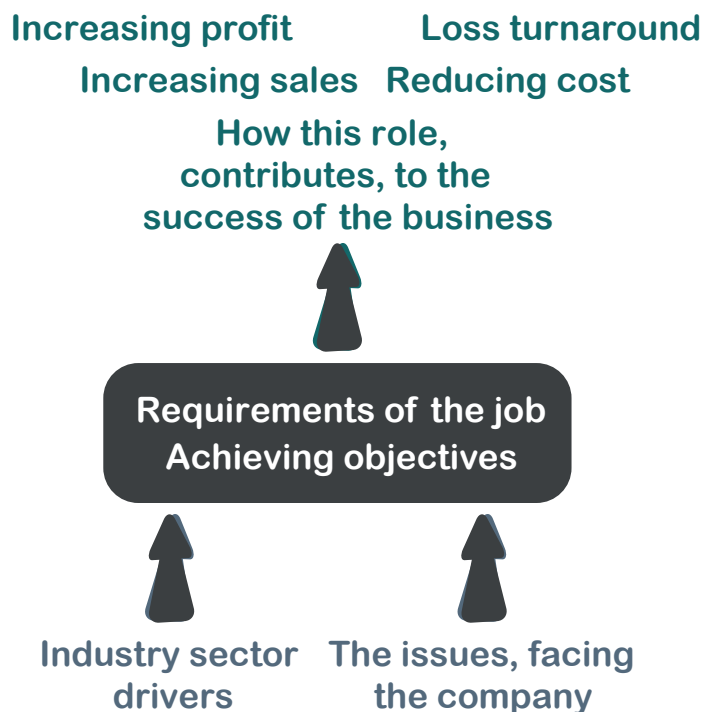 Increasing profit Loss turnaround
Increasing sales Reducing cost
How this role,
contributes, to the
success of the business
Requirements of the job
Achieving objectives
Industry sector
drivers
The issues, facing
the company